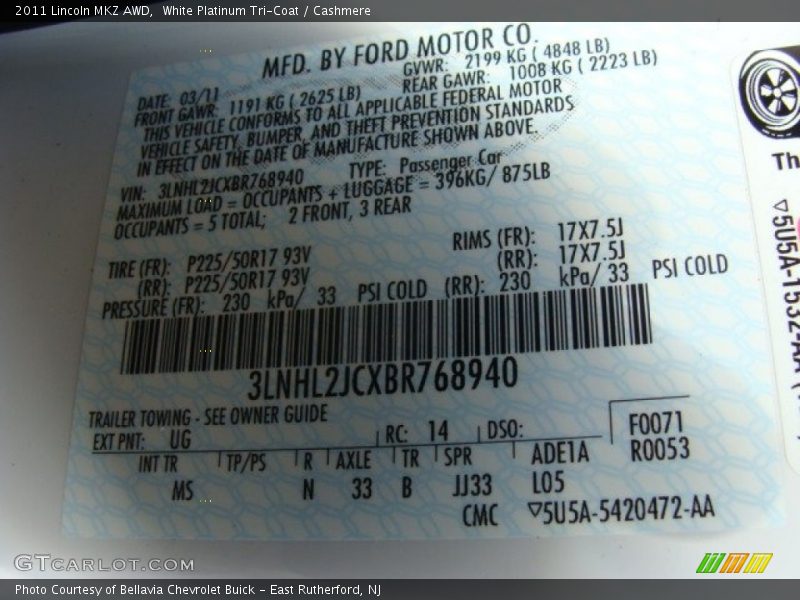 2011 Lincoln MKZ AWD,  White Platinum Tri-Coat / Cashmere
MFD. BY FORD MOTOR CO.
DATE: 03/11 GVWR: 2199 KG ( 4848 LB)
FRONT GAWR: 1191 KG ( 2625 LB) REAR GAWR: 1008 KG ( 2223 LB)
THIS VEHICLE CONFORMS TO ALL APPLICABLE FEDERAL MOTOR
VEHICLE SAFETY, BUMPER, AND THEFT PREVENTION STANDARDS
IN EFFECT ON THE DATE OF MANUFACTURE SHOWN ABOVE.
VIN: 3LNHL2JCXBR768940 TYPE: Passenger Car
MAXIMUM LOAD = OCCUPANTS + LUGGAGE = 396KG/ 875LB
OCCUPANTS = 5 TOTAL; 2 FRONT, 3 REAR
TIRE (FR): P225/50R17 93V RIMS (FR): 17X7.5J
(RR): P225/50R17 93V (RR): 17X7.5J
PRESSURE (FR): 230 kPa/ 33 PSI COLD (RR): 230 kPa/ 33 PSI COLD
3LNHL2JCXBR768940
TRAILER TOWING - SEE OWNER GUIDE
EXT PNT: UG RC: 14 DSO: F0071
INT TR TP/PS R AXLE TR SPR ADE1A R0053
MS N 33 B JJ33 L05
CMC ▽5U5A-5420472-AA
Th
▽5U5A-1532-AA
GTCARLOT.COM
Photo Courtesy of Bellavia Chevrolet Buick - East Rutherford, NJ